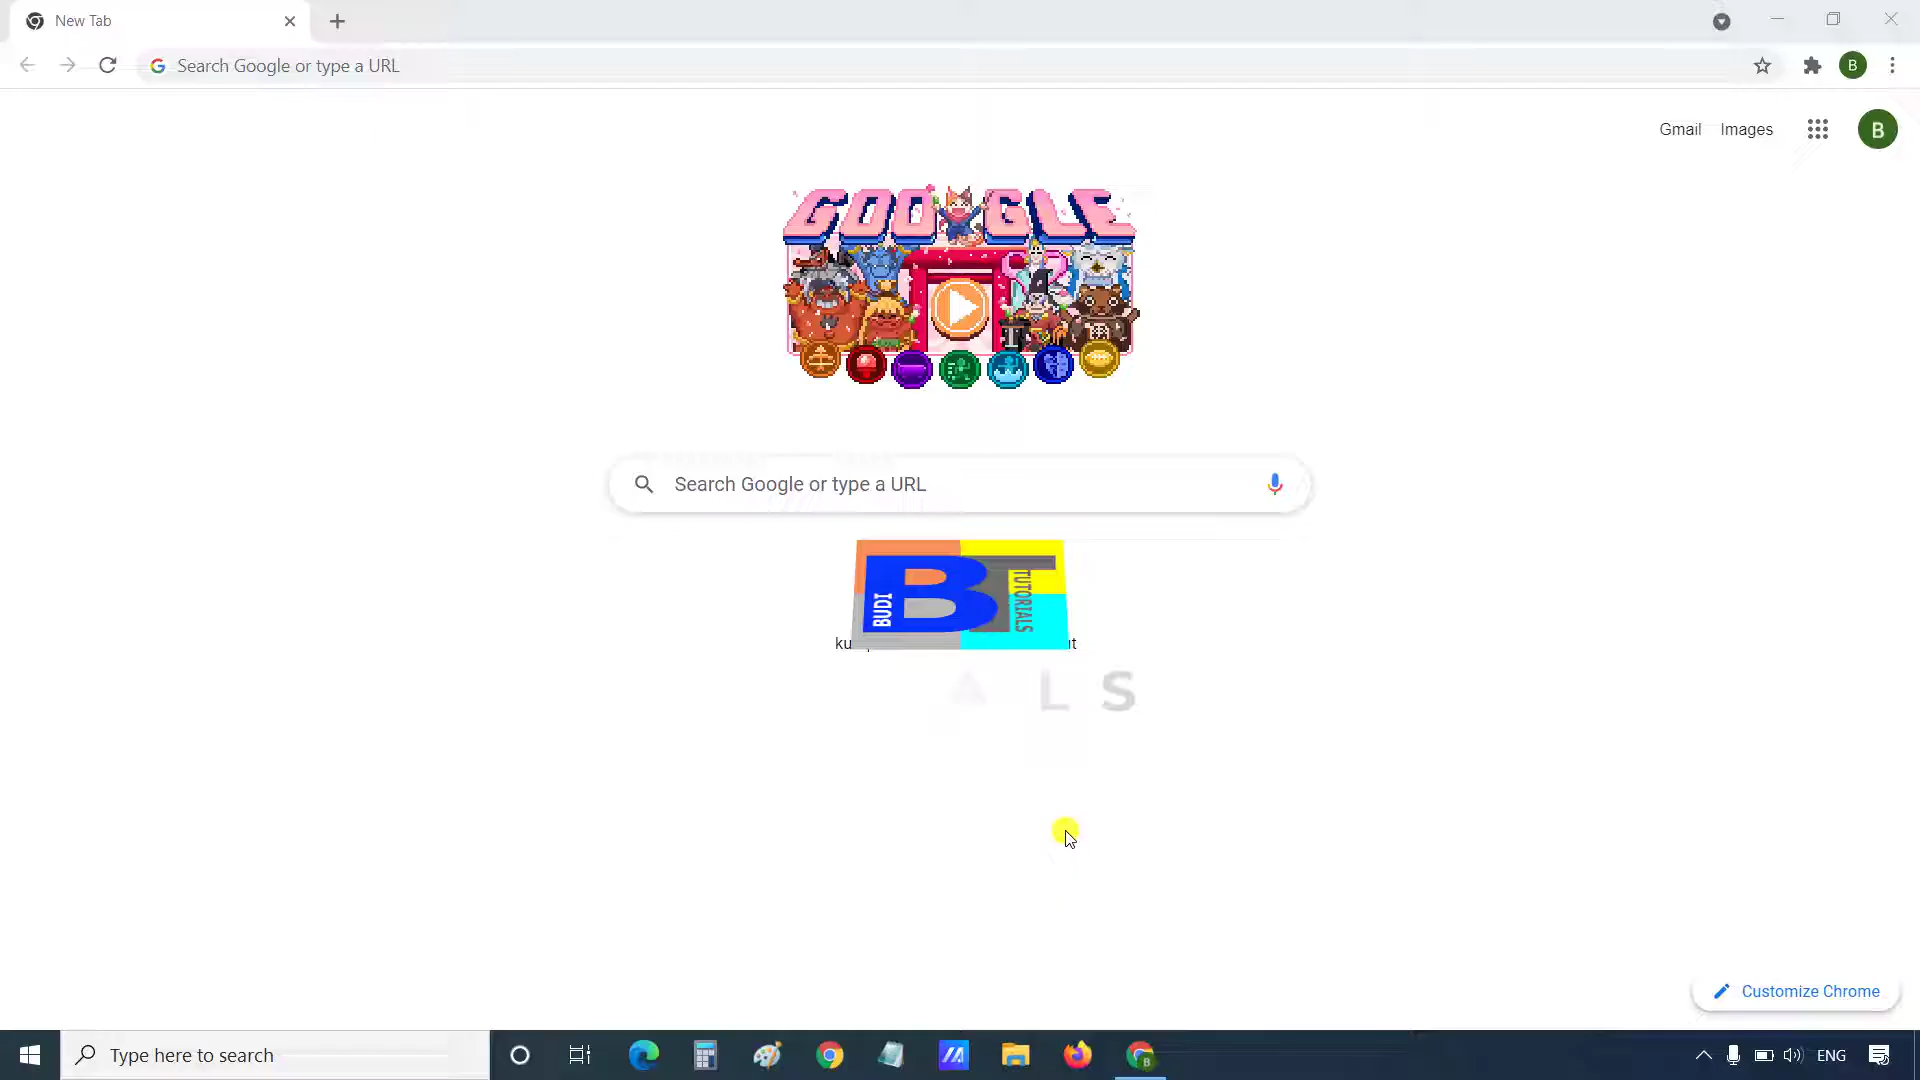 New Tab
Search Google or type a URL
B
Gmail Images
B
GOOGLE
Search Google or type a URL
BUDI BT TUTORIALS
L S
Customize Chrome
Type here to search
ENG